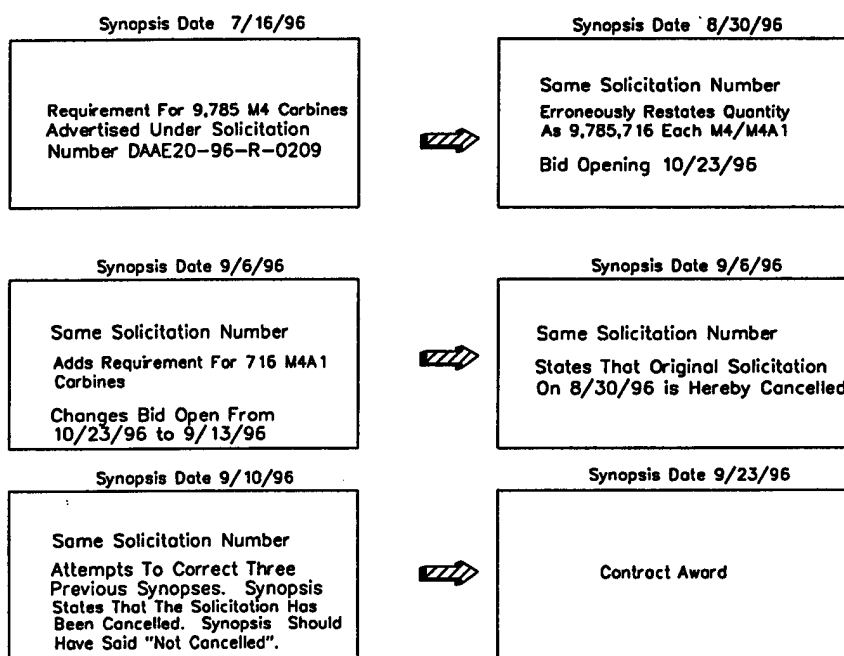 Synopsis Date 7/16/96
Requirement For 9,785 M4 Carbines
Advertised Under Solicitation
Number DAAE20-96-R-0209
Synopsis Date 8/30/96
Same Solicitation Number
Erroneously Restates Quantity
As 9,785,716 Each M4/M4A1
Bid Opening 10/23/96
Synopsis Date 9/6/96
Same Solicitation Number
Adds Requirement For 716 M4A1
Carbines
Changes Bid Open From
10/23/96 to 9/13/96
Synopsis Date 9/6/96
Same Solicitation Number
States That Original Solicitation
On 8/30/96 is Hereby Cancelled
Synopsis Date 9/10/96
Same Solicitation Number
Attempts To Correct Three
Previous Synopses. Synopsis
States That The Solicitation Has
Been Cancelled. Synopsis Should
Have Said "Not Cancelled".
Synopsis Date 9/23/96
Contract Award